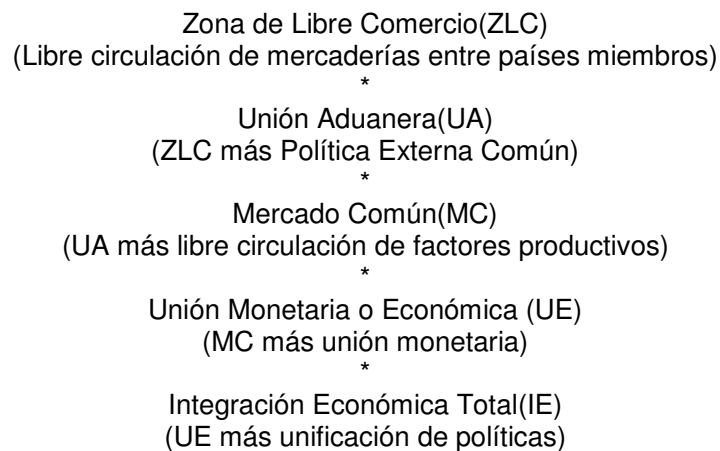 Zona de Libre Comercio(ZLC)
(Libre circulación de mercaderías entre países miembros)
*
Unión Aduanera(UA)
(ZLC más Política Externa Común)
*
Mercado Común(MC)
(UA más libre circulación de factores productivos)
*
Unión Monetaria o Económica (UE)
(MC más unión monetaria)
*
Integración Económica Total(IE)
(UE más unificación de políticas)